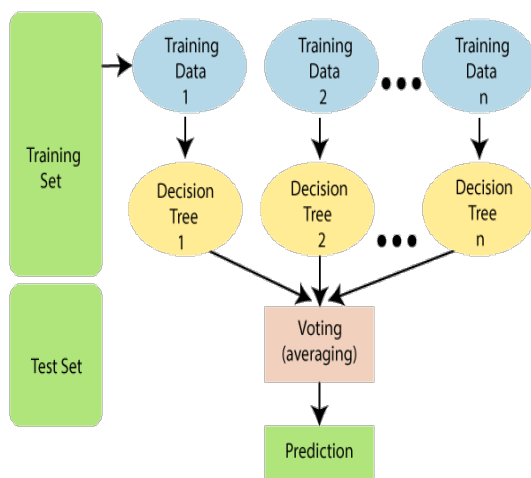 Training
Data
1
Training
Data
2
Training
Data
n
Training
Set
Decision
Tree
1
Decision
Tree
2
Decision
Tree
n
Test Set
Voting
(averaging)
Prediction